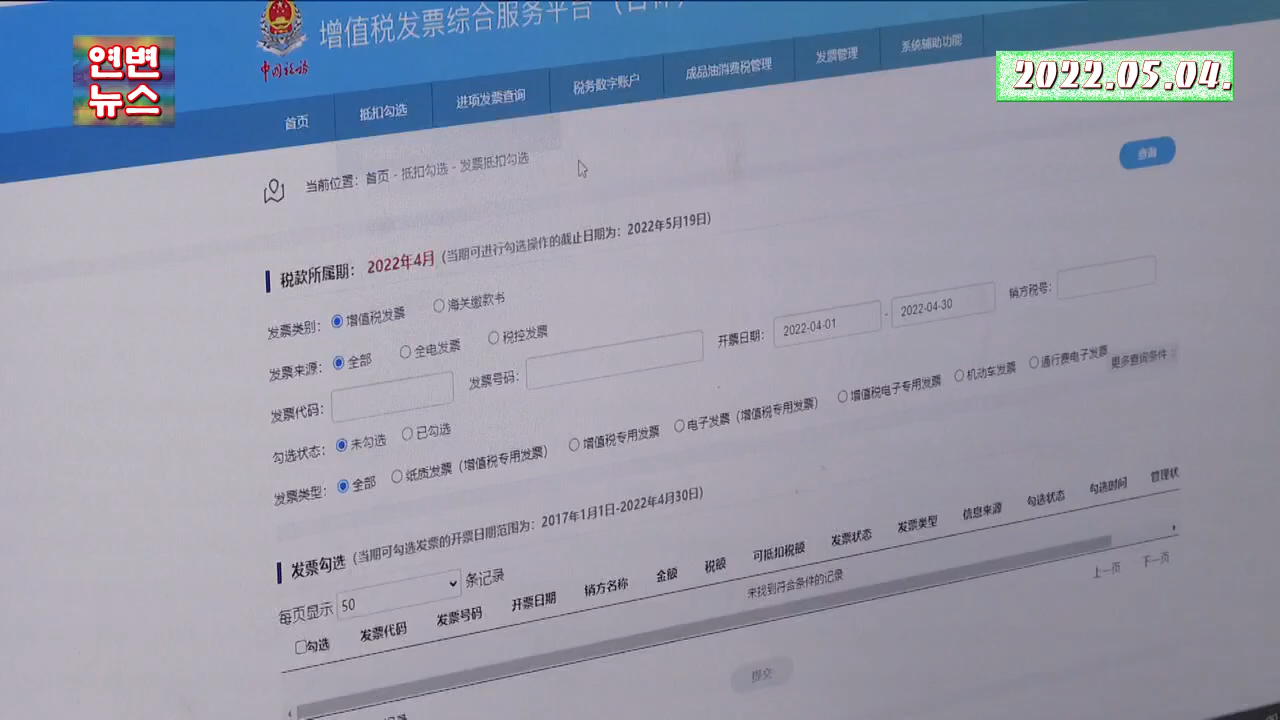 연변
뉴스
2022.05.04.
增值税发票综合服务平台
中国税务
首页 抵扣勾选 进项发票查询 税务数字账户 成品油消费税管理 发票管理 系统辅助功能
当前位置: 首页 - 抵扣勾选 - 发票抵扣勾选
查询
税款所属期: 2022年4月 (当期可进行勾选操作的截止日期为: 2022年5月19日)
发票类别: 增值税发票 海关缴款书
发票来源: 全部 全电发票 税控发票
发票代码: 发票号码: 开票日期: 2022-04-01 - 2022-04-30 销方税号:
勾选状态: 未勾选 已勾选
更多查询条件
发票类型: 全部 纸质发票（增值税专用发票） 增值税专用发票 电子发票（增值税专用发票） 增值税电子专用发票 机动车发票 通行费电子发票
发票勾选 (当期可勾选发票的开票日期范围为: 2017年1月1日-2022年4月30日)
每页显示 50 条记录
勾选 发票代码 发票号码 开票日期 销方名称 金额 税额 可抵扣税额 发票状态 发票类型 信息来源 勾选状态 勾选时间 管理状
未找到符合条件的记录
上一页 下一页
提交